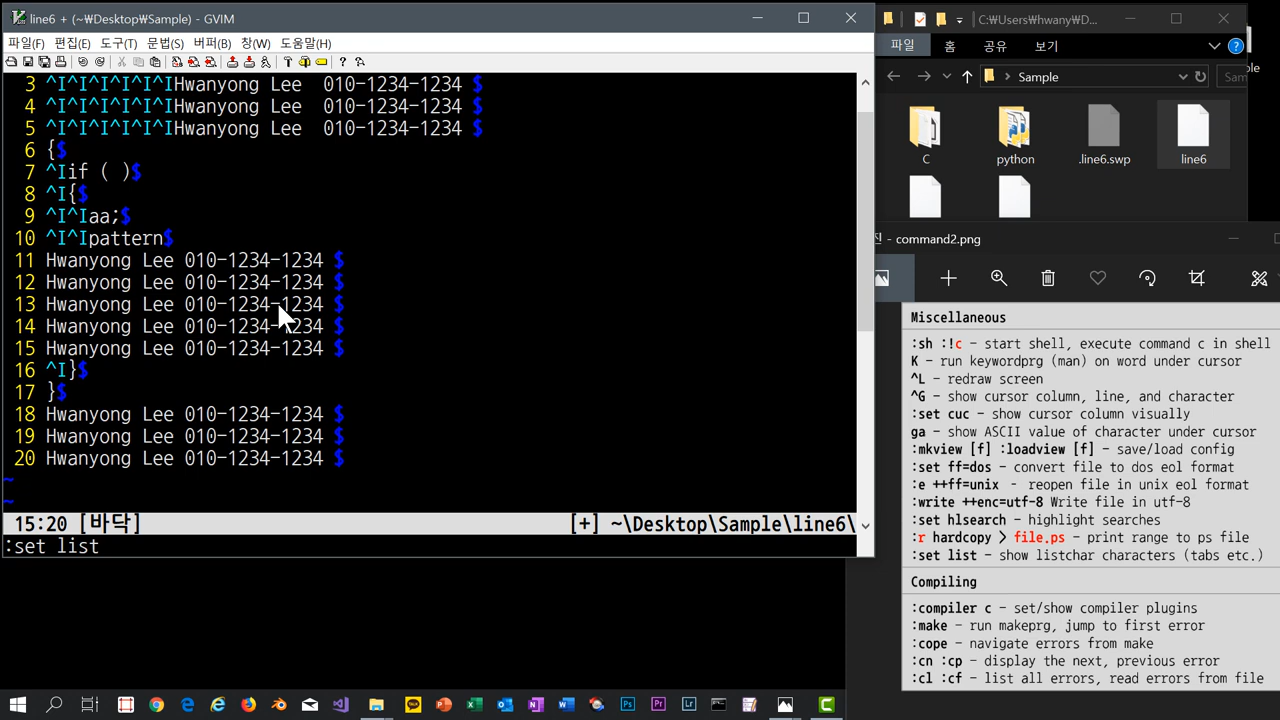 line6 + (~₩Desktop₩Sample) - GVIM
파일(F) 편집(E) 도구(T) 문법(S) 버퍼(B) 창(W) 도움말(H)
3 ^I^I^I^I^I^IHwanyong Lee  010-1234-1234 $
4 ^I^I^I^I^I^IHwanyong Lee  010-1234-1234 $
5 ^I^I^I^I^I^IHwanyong Lee  010-1234-1234 $
6 {$
7 ^Iif ( )$
8 ^I{$
9 ^I^Iaa;$
10 ^I^Ipattern$
11 Hwanyong Lee 010-1234-1234 $
12 Hwanyong Lee 010-1234-1234 $
13 Hwanyong Lee 010-1234-1234 $
14 Hwanyong Lee 010-1234-1234 $
15 Hwanyong Lee 010-1234-1234 $
16 ^I}$
17 }$
18 Hwanyong Lee 010-1234-1234 $
19 Hwanyong Lee 010-1234-1234 $
20 Hwanyong Lee 010-1234-1234 $
~
~
15:20 [바닥] [+] ~\Desktop\Sample\line6\
:set list
C:₩Users₩hwany₩D...
파일 홈 공유 보기
Sample
Sam
C python .line6.swp line6
command2.png
Miscellaneous
:sh :!c - start shell, execute command c in shell
K - run keywordprg (man) on word under cursor
^L - redraw screen
^G - show cursor column, line, and character
:set cuc - show cursor column visually
ga - show ASCII value of character under cursor
:mkview [f] :loadview [f] - save/load config
:set ff=dos - convert file to dos eol format
:e ++ff=unix - reopen file in unix eol format
:write ++enc=utf-8 Write file in utf-8
:set hlsearch - highlight searches
:r hardcopy > file.ps - print range to ps file
:set list - show listchar characters (tabs etc.)
Compiling
:compiler c - set/show compiler plugins
:make - run makeprg, jump to first error
:cope - navigate errors from make
:cn :cp - display the next, previous error
:cl :cf - list all errors, read errors from file